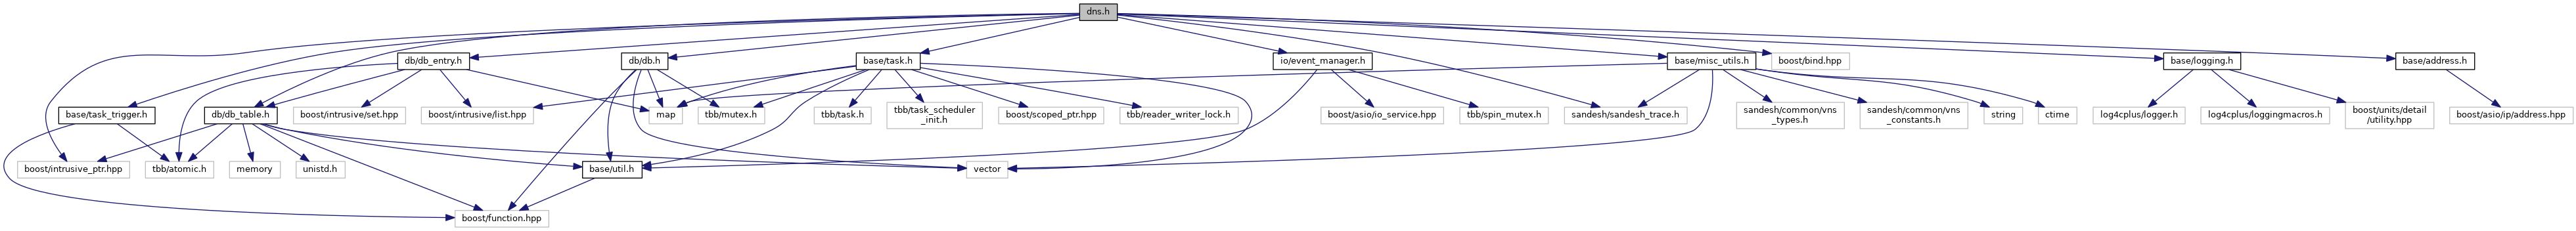 dns.h
db/db_entry.h
db/db.h
base/task.h
io/event_manager.h
base/misc_utils.h
boost/bind.hpp
base/logging.h
base/address.h
base/task_trigger.h
db/db_table.h
boost/intrusive/set.hpp
boost/intrusive/list.hpp
map
tbb/mutex.h
tbb/task.h
tbb/task_scheduler
_init.h
boost/scoped_ptr.hpp
tbb/reader_writer_lock.h
boost/asio/io_service.hpp
tbb/spin_mutex.h
sandesh/sandesh_trace.h
sandesh/common/vns
_types.h
sandesh/common/vns
_constants.h
string
ctime
log4cplus/logger.h
log4cplus/loggingmacros.h
boost/units/detail
/utility.hpp
boost/asio/ip/address.hpp
boost/intrusive_ptr.hpp
tbb/atomic.h
memory
unistd.h
base/util.h
vector
boost/function.hpp